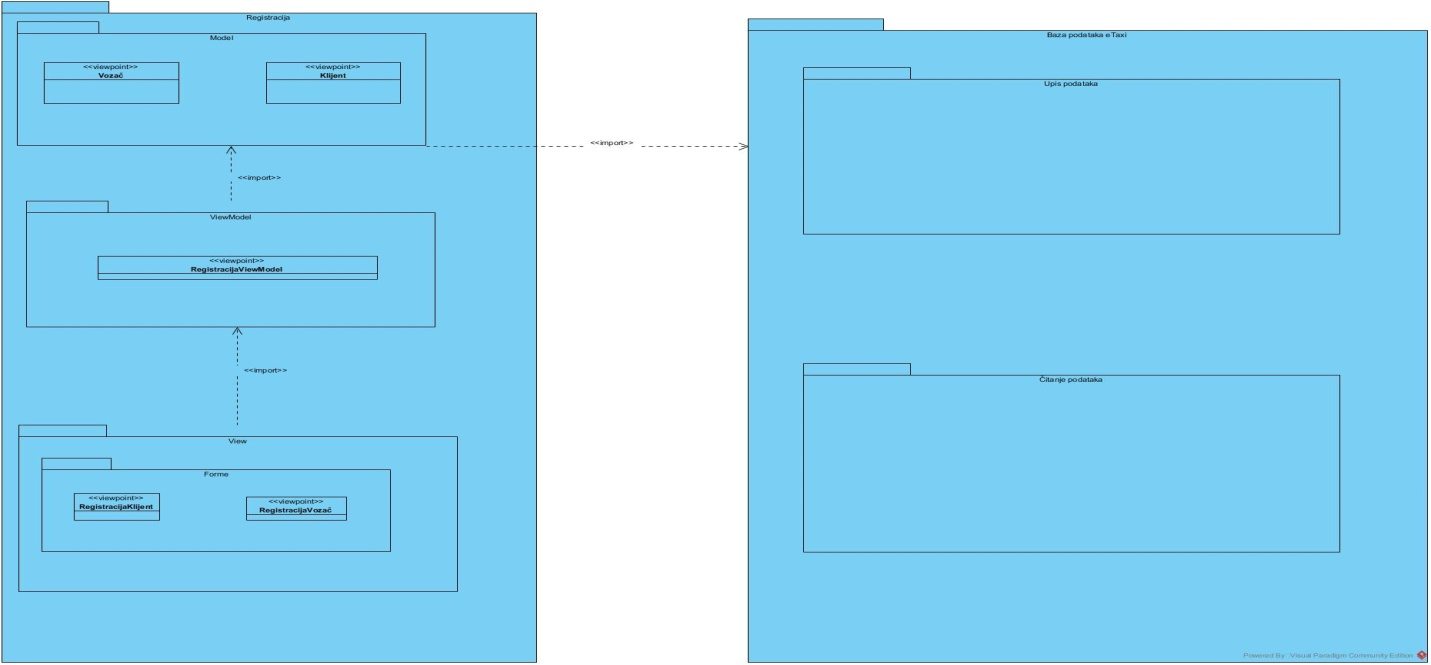 Registracija
Model
<<viewpoint>>
Vozač
<<viewpoint>>
Klijent
<<import>>
ViewModel
<<viewpoint>>
RegistracijaViewModel
<<import>>
View
Forme
<<viewpoint>>
RegistracijaKlijent
<<viewpoint>>
RegistracijaVozač
<<import>>
Baza podataka eTaxi
Upis podataka
Čitanje podataka
Powered By: Visual Paradigm Community Edition